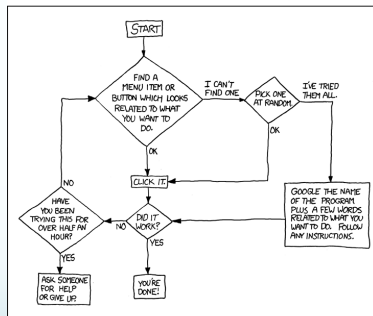 START
FIND A
MENU ITEM OR
BUTTON WHICH LOOKS
RELATED TO WHAT
YOU WANT TO
DO.
I CAN'T
FIND ONE
PICK ONE
AT RANDOM.
I'VE TRIED
THEM ALL.
OK
OK
NO
CLICK IT.
GOOGLE THE NAME
OF THE PROGRAM
PLUS A FEW WORDS
RELATED TO WHAT YOU
WANT TO DO. FOLLOW
ANY INSTRUCTIONS.
HAVE
YOU BEEN
TRYING THIS FOR
OVER HALF AN
HOUR?
NO
DID IT
WORK?
YES
YES
ASK SOMEONE
FOR HELP
OR GIVE UP.
YOU'RE
DONE!